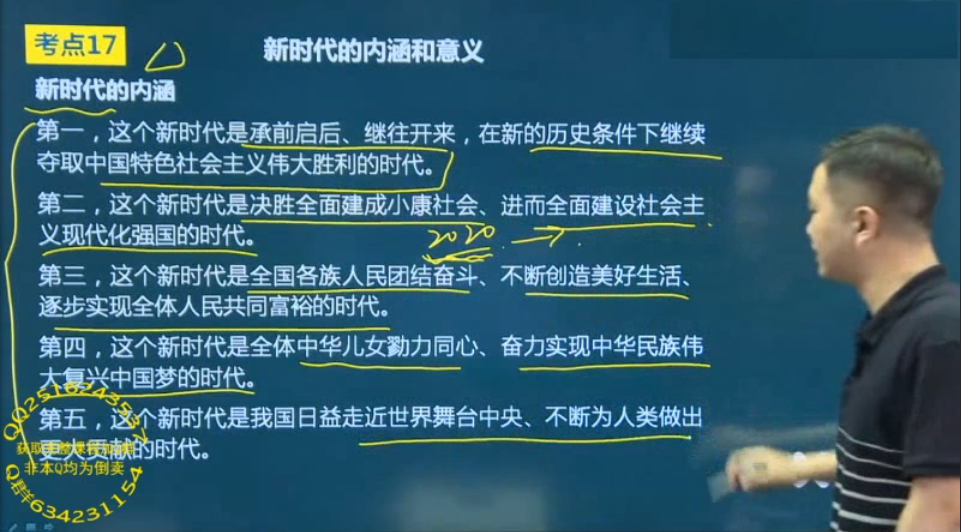 考点17
新时代的内涵和意义
新时代的内涵
第一，这个新时代是承前启后、继往开来，在新的历史条件下继续
夺取中国特色社会主义伟大胜利的时代。
第二，这个新时代是决胜全面建成小康社会、进而全面建设社会主
义现代化强国的时代。
2020
第三，这个新时代是全国各族人民团结奋斗、不断创造美好生活、
逐步实现全体人民共同富裕的时代。
第四，这个新时代是全体中华儿女勠力同心、奋力实现中华民族伟
大复兴中国梦的时代。
第五，这个新时代是我国日益走近世界舞台中央、不断为人类做出
更大贡献的时代。
QQ2516243537
非本Q均为倒卖
Q群634231154